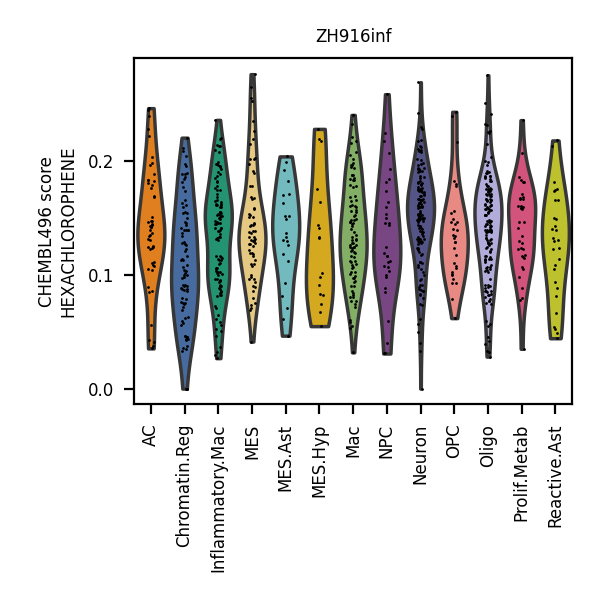 ZH916inf
CHEMBL496 score
HEXACHLOROPHENE
0.2
0.1
0.0
AC
Chromatin.Reg
Inflammatory.Mac
MES
MES.Ast
MES.Hyp
Mac
NPC
Neuron
OPC
Oligo
Prolif.Metab
Reactive.Ast